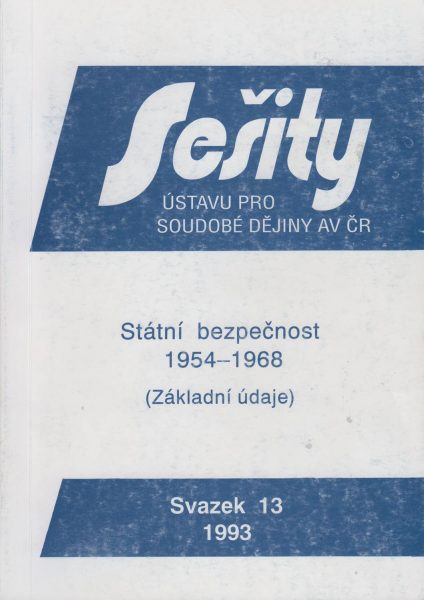 Sešity
ÚSTAVU PRO
SOUDOBÉ DĚJINY AV ČR
Státní bezpečnost
1954--1968
(Základní údaje)
Svazek 13
1993